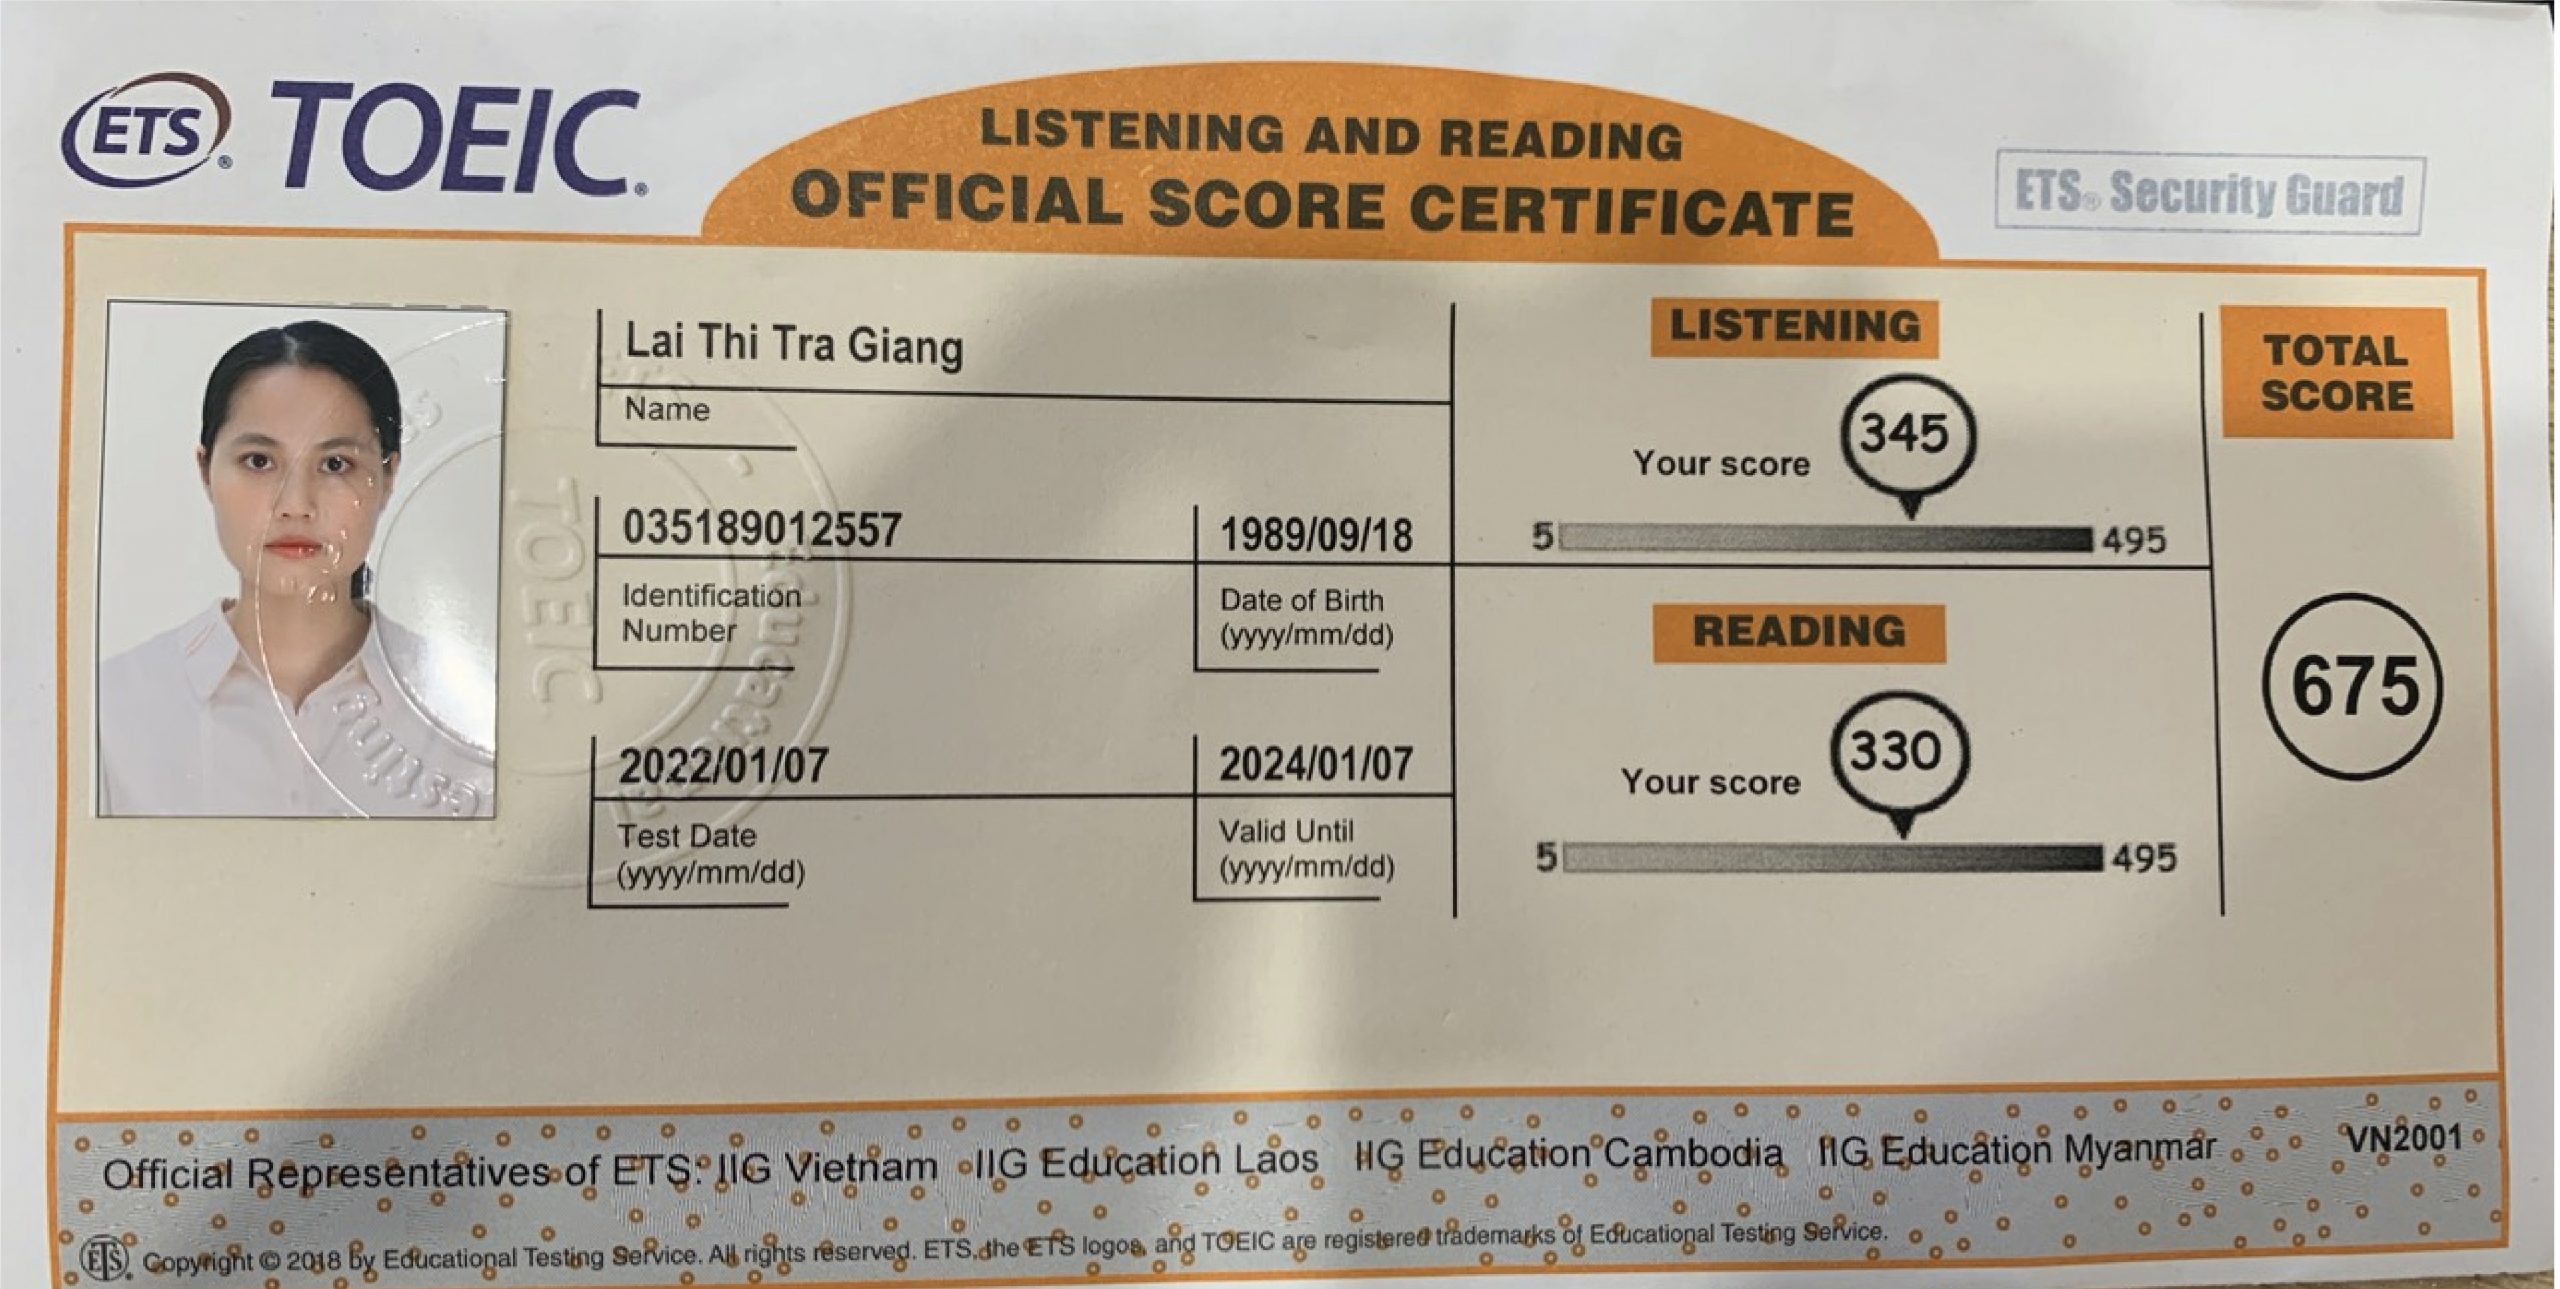 ETS® TOEIC®
LISTENING AND READING
OFFICIAL SCORE CERTIFICATE
ETS® Security Guard
Lai Thi Tra Giang
Name
035189012557
Identification
Number
1989/09/18
Date of Birth
(yyyy/mm/dd)
2022/01/07
Test Date
(yyyy/mm/dd)
2024/01/07
Valid Until
(yyyy/mm/dd)
LISTENING
Your score
345
5 495
READING
Your score
330
5 495
TOTAL
SCORE
675
TOEIC
Official Representatives of ETS: IIG Vietnam IIG Education Laos IIG Education Cambodia IIG Education Myanmar
VN2001
ETS® Copyright © 2018 by Educational Testing Service. All rights reserved. ETS, the ETS logos, and TOEIC are registered trademarks of Educational Testing Service.